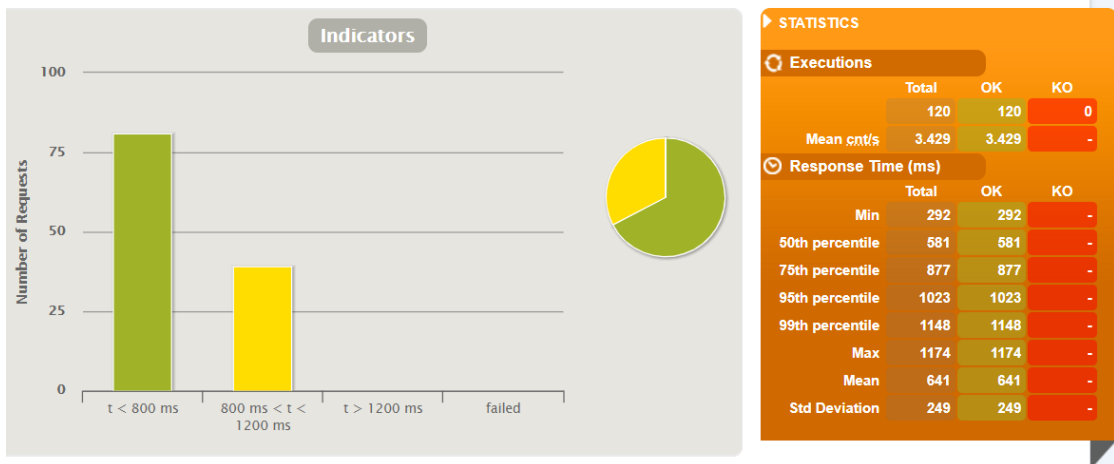 Indicators
Number of Requests
100
75
50
25
0
t < 800 ms
800 ms < t <
1200 ms
t > 1200 ms
failed
STATISTICS
Executions
Total OK KO
120 120 0
Mean cnt/s 3.429 3.429 -
Response Time (ms)
Total OK KO
Min 292 292 -
50th percentile 581 581 -
75th percentile 877 877 -
95th percentile 1023 1023 -
99th percentile 1148 1148 -
Max 1174 1174 -
Mean 641 641 -
Std Deviation 249 249 -